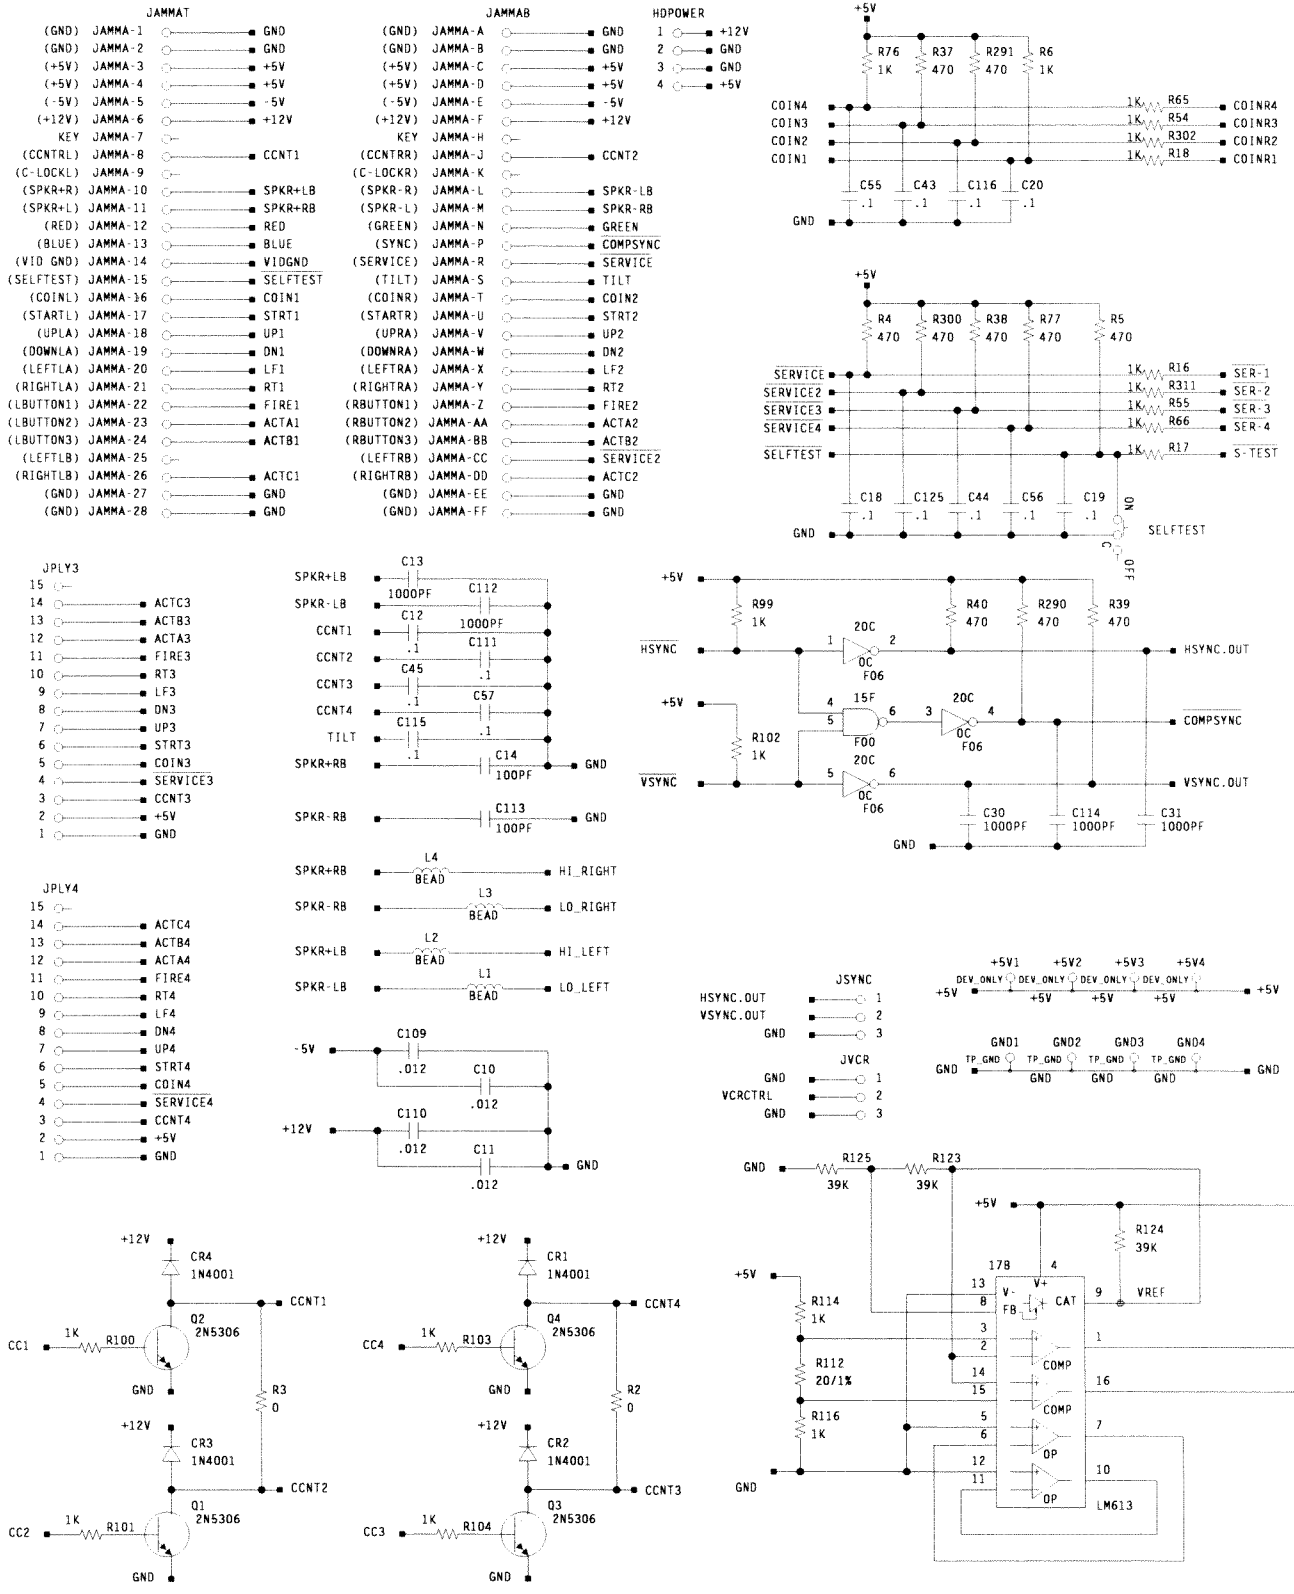 JAMMAT
(GND) JAMMA-1 GND
(GND) JAMMA-2 GND
(+5V) JAMMA-3 +5V
(+5V) JAMMA-4 +5V
(-5V) JAMMA-5 -5V
(+12V) JAMMA-6 +12V
KEY JAMMA-7
(CCNTRL) JAMMA-8 CCNT1
(C-LOCKL) JAMMA-9
(SPKR+R) JAMMA-10 SPKR+LB
(SPKR+L) JAMMA-11 SPKR+RB
(RED) JAMMA-12 RED
(BLUE) JAMMA-13 BLUE
(VID GND) JAMMA-14 VIDGND
(SELFTEST) JAMMA-15 SELFTEST
(COINL) JAMMA-16 COIN1
(STARTL) JAMMA-17 STRT1
(UPLA) JAMMA-18 UP1
(DOWNLA) JAMMA-19 DN1
(LEFTLA) JAMMA-20 LF1
(RIGHTLA) JAMMA-21 RT1
(LBUTTON1) JAMMA-22 FIRE1
(LBUTTON2) JAMMA-23 ACTA1
(LBUTTON3) JAMMA-24 ACTB1
(LEFTLB) JAMMA-25
(RIGHTLB) JAMMA-26 ACTC1
(GND) JAMMA-27 GND
(GND) JAMMA-28 GND
JAMMAB
(GND) JAMMA-A GND
(GND) JAMMA-B GND
(+5V) JAMMA-C +5V
(+5V) JAMMA-D +5V
(-5V) JAMMA-E -5V
(+12V) JAMMA-F +12V
KEY JAMMA-H
(CCNTRR) JAMMA-J CCNT2
(C-LOCKR) JAMMA-K
(SPKR-R) JAMMA-L SPKR-LB
(SPKR-L) JAMMA-M SPKR-RB
(GREEN) JAMMA-N GREEN
(SYNC) JAMMA-P COMPSYNC
(SERVICE) JAMMA-R SERVICE
(TILT) JAMMA-S TILT
(COINR) JAMMA-T COIN2
(STARTR) JAMMA-U STRT2
(UPRA) JAMMA-V UP2
(DOWNRA) JAMMA-W DN2
(LEFTRA) JAMMA-X LF2
(RIGHTRA) JAMMA-Y RT2
(RBUTTON1) JAMMA-Z FIRE2
(RBUTTON2) JAMMA-AA ACTA2
(RBUTTON3) JAMMA-BB ACTB2
(LEFTRB) JAMMA-CC SERVICE2
(RIGHTRB) JAMMA-DD ACTC2
(GND) JAMMA-EE GND
(GND) JAMMA-FF GND
HDPOWER
1 +12V
2 GND
3 GND
4 +5V
+5V
R76 R37 R291 R6
1K 470 470 1K
COIN4 1K R65 COINR4
COIN3 1K R54 COINR3
COIN2 1K R302 COINR2
COIN1 1K R18 COINR1
C55 C43 C116 C20
.1 .1 .1 .1
GND
+5V
R4 R300 R38 R77 R5
470 470 470 470 470
SERVICE 1K R16 SER-1
SERVICE2 1K R311 SER-2
SERVICE3 1K R55 SER-3
SERVICE4 1K R66 SER-4
SELFTEST 1K R17 S-TEST
C18 C125 C44 C56 C19
.1 .1 .1 .1 .1
ON
GND C SELFTEST
OFF
JPLY3
15
14 ACTC3
13 ACTB3
12 ACTA3
11 FIRE3
10 RT3
9 LF3
8 DN3
7 UP3
6 STRT3
5 COIN3
4 SERVICE3
3 CCNT3
2 +5V
1 GND
SPKR+LB C13 1000PF
SPKR-LB C112 1000PF
CCNT1 C12 .1
CCNT2 C111 .1
CCNT3 C45 .1
CCNT4 C57 .1
TILT C115 .1
SPKR+RB C14 100PF GND
SPKR-RB C113 100PF GND
SPKR+RB L4 BEAD HI_RIGHT
SPKR-RB L3 BEAD LO_RIGHT
SPKR+LB L2 BEAD HI_LEFT
SPKR-LB L1 BEAD LO_LEFT
+5V
R99 1K
R40 470
R290 470
R39 470
HSYNC 1 20C 2 HSYNC.OUT
OC
F06
+5V
R102 1K
4 15F 6
5
F00
3 20C 4 COMPSYNC
OC
F06
VSYNC 5 20C 6 VSYNC.OUT
OC
F06
C30 C114 C31
1000PF 1000PF 1000PF
GND
JPLY4
15
14 ACTC4
13 ACTB4
12 ACTA4
11 FIRE4
10 RT4
9 LF4
8 DN4
7 UP4
6 STRT4
5 COIN4
4 SERVICE4
3 CCNT4
2 +5V
1 GND
-5V C109 .012
C10 .012
+12V C110 .012
C11 .012 GND
JSYNC
HSYNC.OUT 1
VSYNC.OUT 2
GND 3
JVCR
GND 1
VCRCTRL 2
GND 3
+5V1 +5V2 +5V3 +5V4
DEV_ONLY DEV_ONLY DEV_ONLY DEV_ONLY
+5V +5V +5V +5V +5V
GND1 GND2 GND3 GND4
TP_GND TP_GND TP_GND TP_GND
GND GND GND GND GND
+12V
CR4
1N4001
CCNT1
Q2
2N5306
CC1 1K R100
GND
R3
0
+12V
CR3
1N4001
CCNT2
Q1
2N5306
CC2 1K R101
GND
+12V
CR1
1N4001
CCNT4
Q4
2N5306
CC4 1K R103
GND
R2
0
+12V
CR2
1N4001
CCNT3
Q3
2N5306
CC3 1K R104
GND
GND R125 R123
39K 39K
+5V
R124
39K
17B 4
+5V 13 V- V+ 9 VREF
8 FB CAT
R114 1K
3 1
2 COMP
R112 14 16
20/1% 15 COMP
R116 1K
5 7
6 OP
GND 12 10
11 OP
LM613